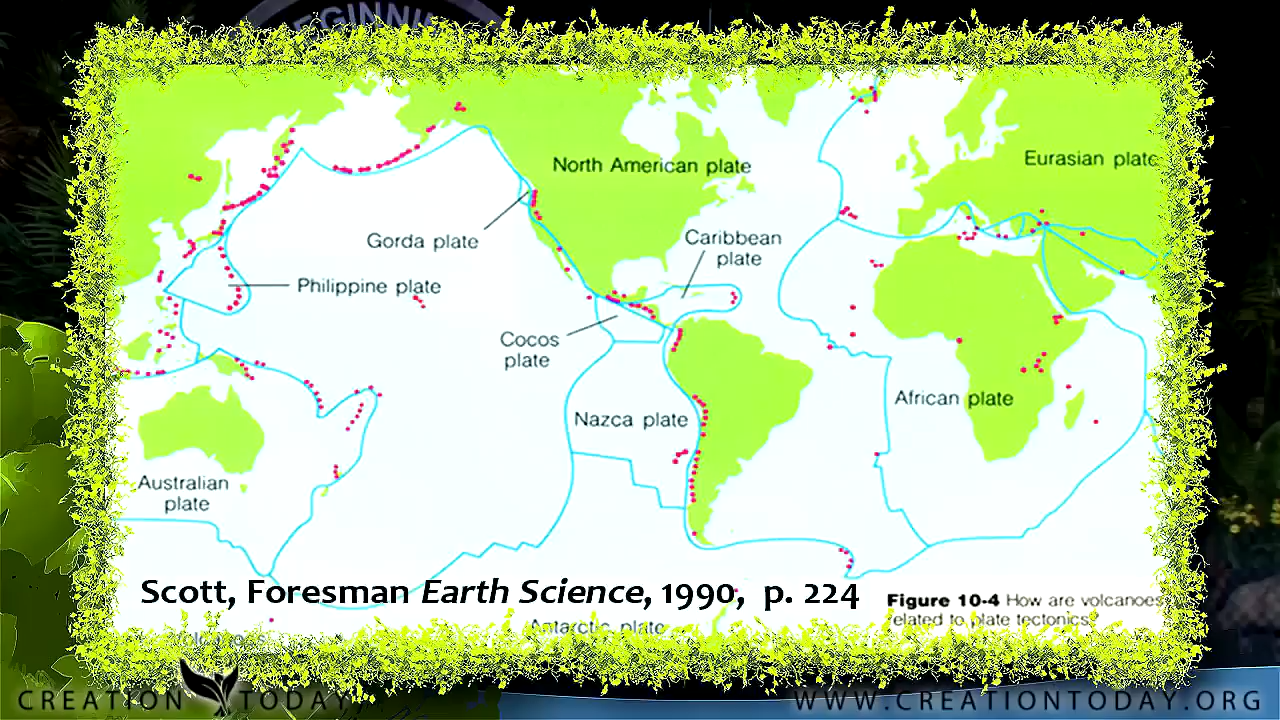 North American plate
Eurasian plate
Gorda plate
Caribbean
plate
Philippine plate
Cocos
plate
Nazca plate
African plate
Australian
plate
Scott, Foresman Earth Science, 1990, p. 224
Figure 10-4 How are volcanoes
related to plate tectonics?
Antarctic plate
CREATION TODAY
WWW.CREATIONTODAY.ORG